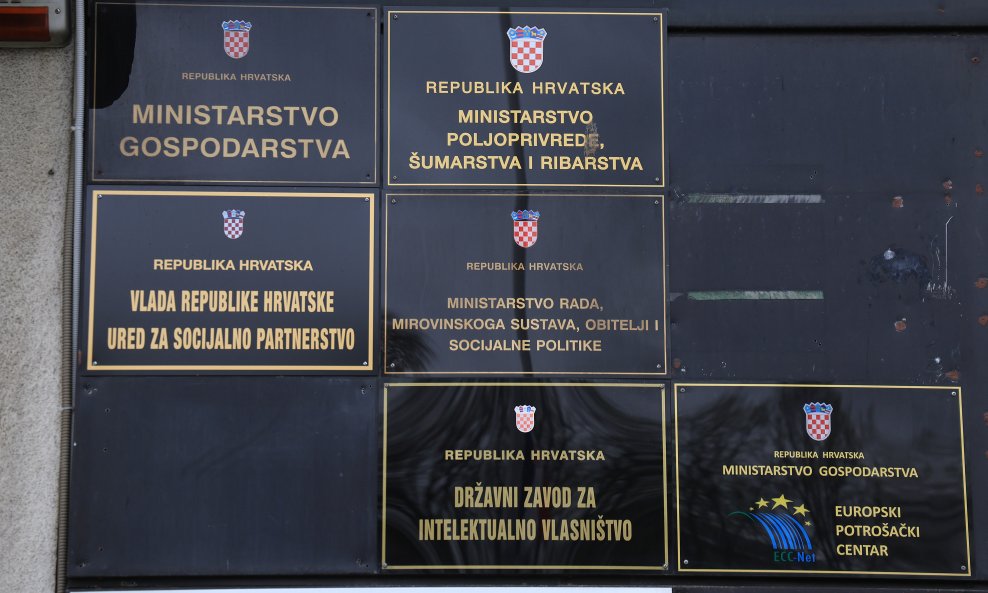 REPUBLIKA HRVATSKA
MINISTARSTVO
GOSPODARSTVA
REPUBLIKA HRVATSKA
MINISTARSTVO
POLJOPRIVREDE,
ŠUMARSTVA I RIBARSTVA
REPUBLIKA HRVATSKA
VLADA REPUBLIKE HRVATSKE
URED ZA SOCIJALNO PARTNERSTVO
REPUBLIKA HRVATSKA
MINISTARSTVO RADA,
MIROVINSKOGA SUSTAVA, OBITELJI I
SOCIJALNE POLITIKE
REPUBLIKA HRVATSKA
DRŽAVNI ZAVOD ZA
INTELEKTUALNO VLASNIŠTVO
REPUBLIKA HRVATSKA
MINISTARSTVO GOSPODARSTVA
EUROPSKI
POTROŠAČKI
CENTAR
ECC-Net